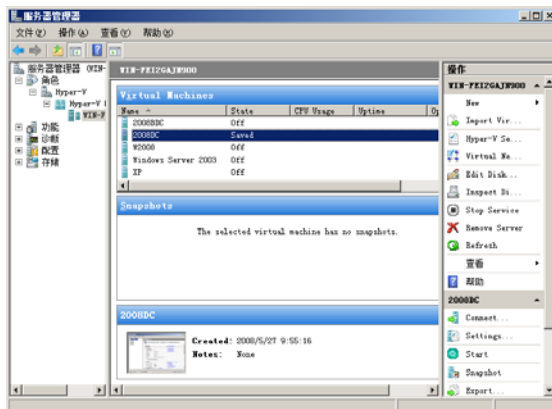 服务器管理器
文件(F) 操作(A) 查看(V) 帮助(H)
服务器管理器 (WIN-
角色
Hyper-V
Hyper-V
功能
诊断
配置
存储
WIN-PEI2GAJW900
Virtual Machines
Name State CPU Usage Uptime
2008BDC Off
2008DC Saved
W2008 Off
Windows Server 2003 Off
XP Off
Snapshots
The selected virtual machine has no snapshots.
2008DC
Created: 2008/5/27 9:55:16
Notes: None
操作
WIN-PEI2GAJW900
New
Import Vir...
Hyper-V Se...
Virtual Ne...
Edit Disk...
Inspect Di...
Stop Service
Remove Server
Refresh
查看
帮助
2008DC
Connect...
Settings...
Start
Snapshot
Export...